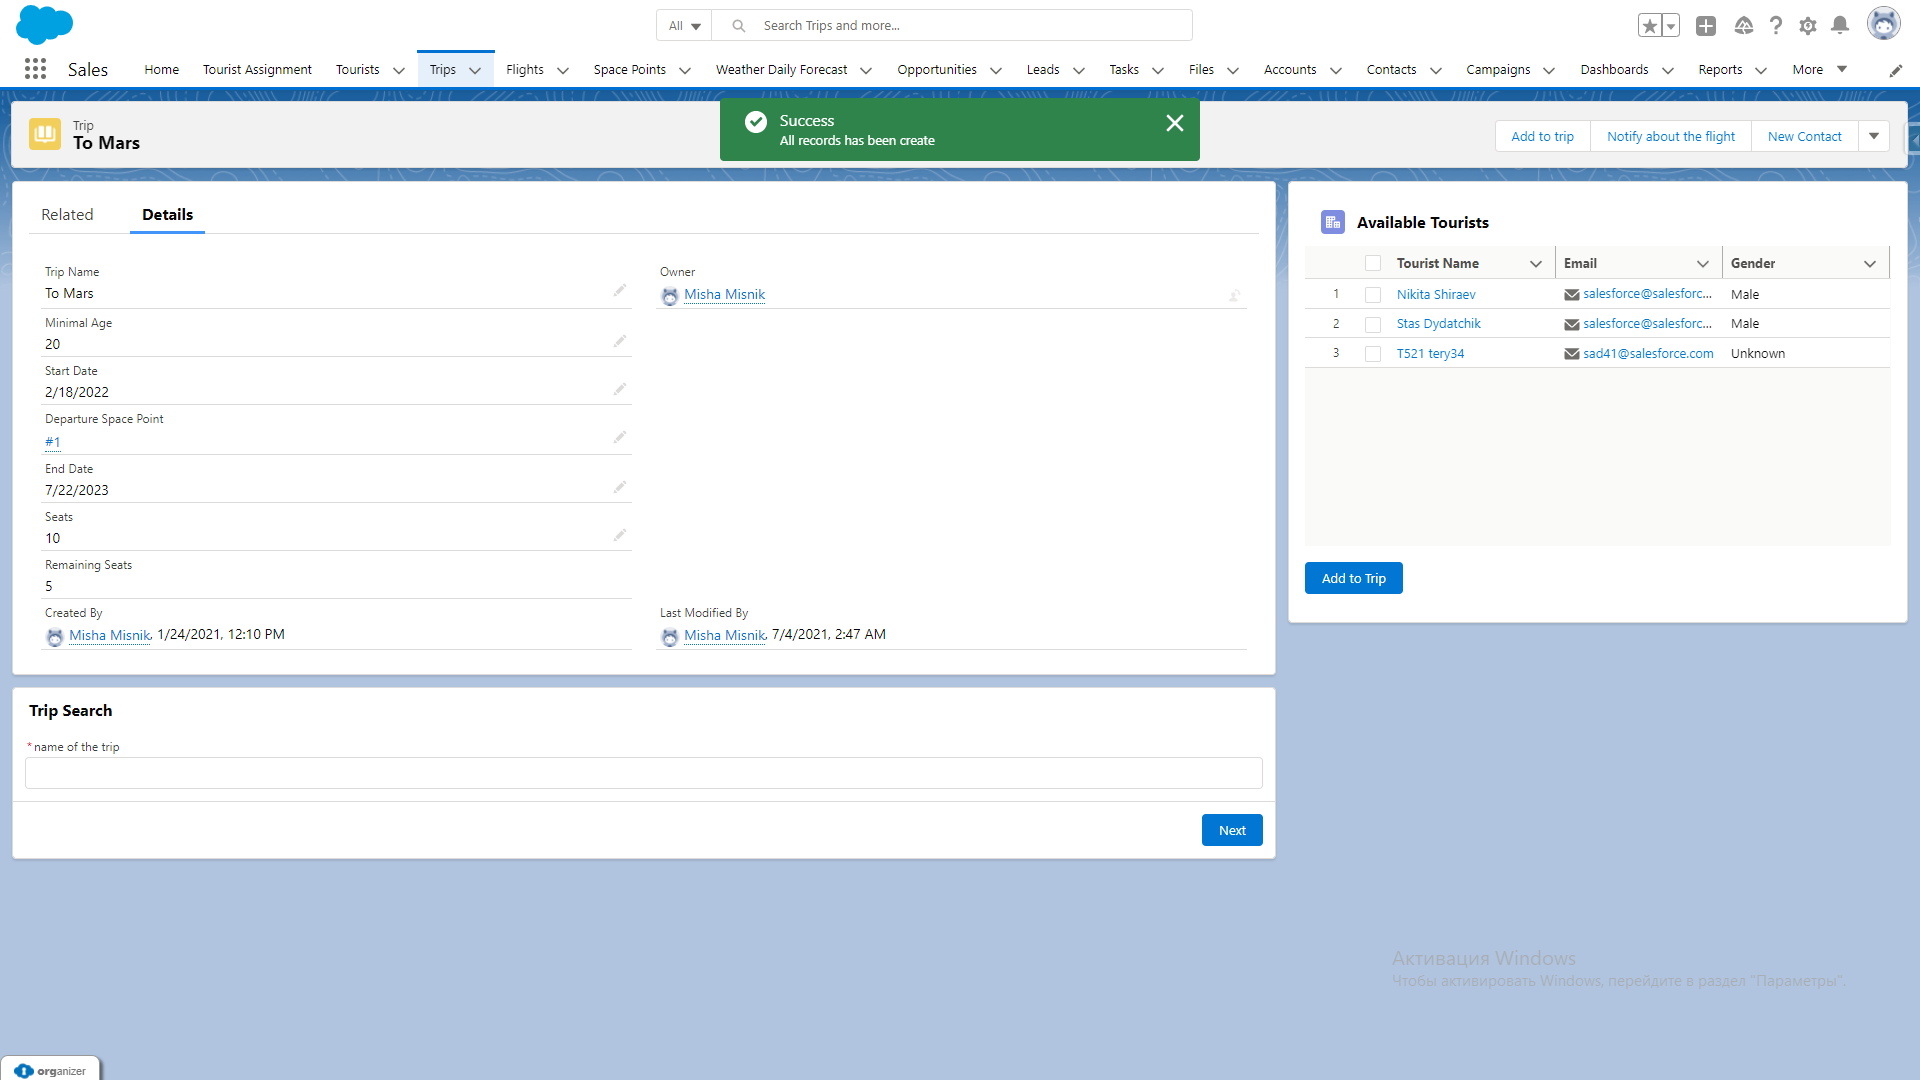 All
Search Trips and more...
Sales
Home
Tourist Assignment
Tourists
Trips
Flights
Space Points
Weather Daily Forecast
Opportunities
Leads
Tasks
Files
Accounts
Contacts
Campaigns
Dashboards
Reports
More
Success
All records has been create
Trip
To Mars
Add to trip
Notify about the flight
New Contact
Related
Details
Trip Name
To Mars
Owner
Misha Misnik
Minimal Age
20
Start Date
2/18/2022
Departure Space Point
#1
End Date
7/22/2023
Seats
10
Remaining Seats
5
Created By
Misha Misnik, 1/24/2021, 12:10 PM
Last Modified By
Misha Misnik, 7/4/2021, 2:47 AM
Available Tourists
Tourist Name Email Gender
1 Nikita Shiraev salesforce@salesforc... Male
2 Stas Dydatchik salesforce@salesforc... Male
3 T521 tery34 sad41@salesforce.com Unknown
Add to Trip
Trip Search
*name of the trip
Next
Активация Windows
Чтобы активировать Windows, перейдите в раздел "Параметры".
organizer